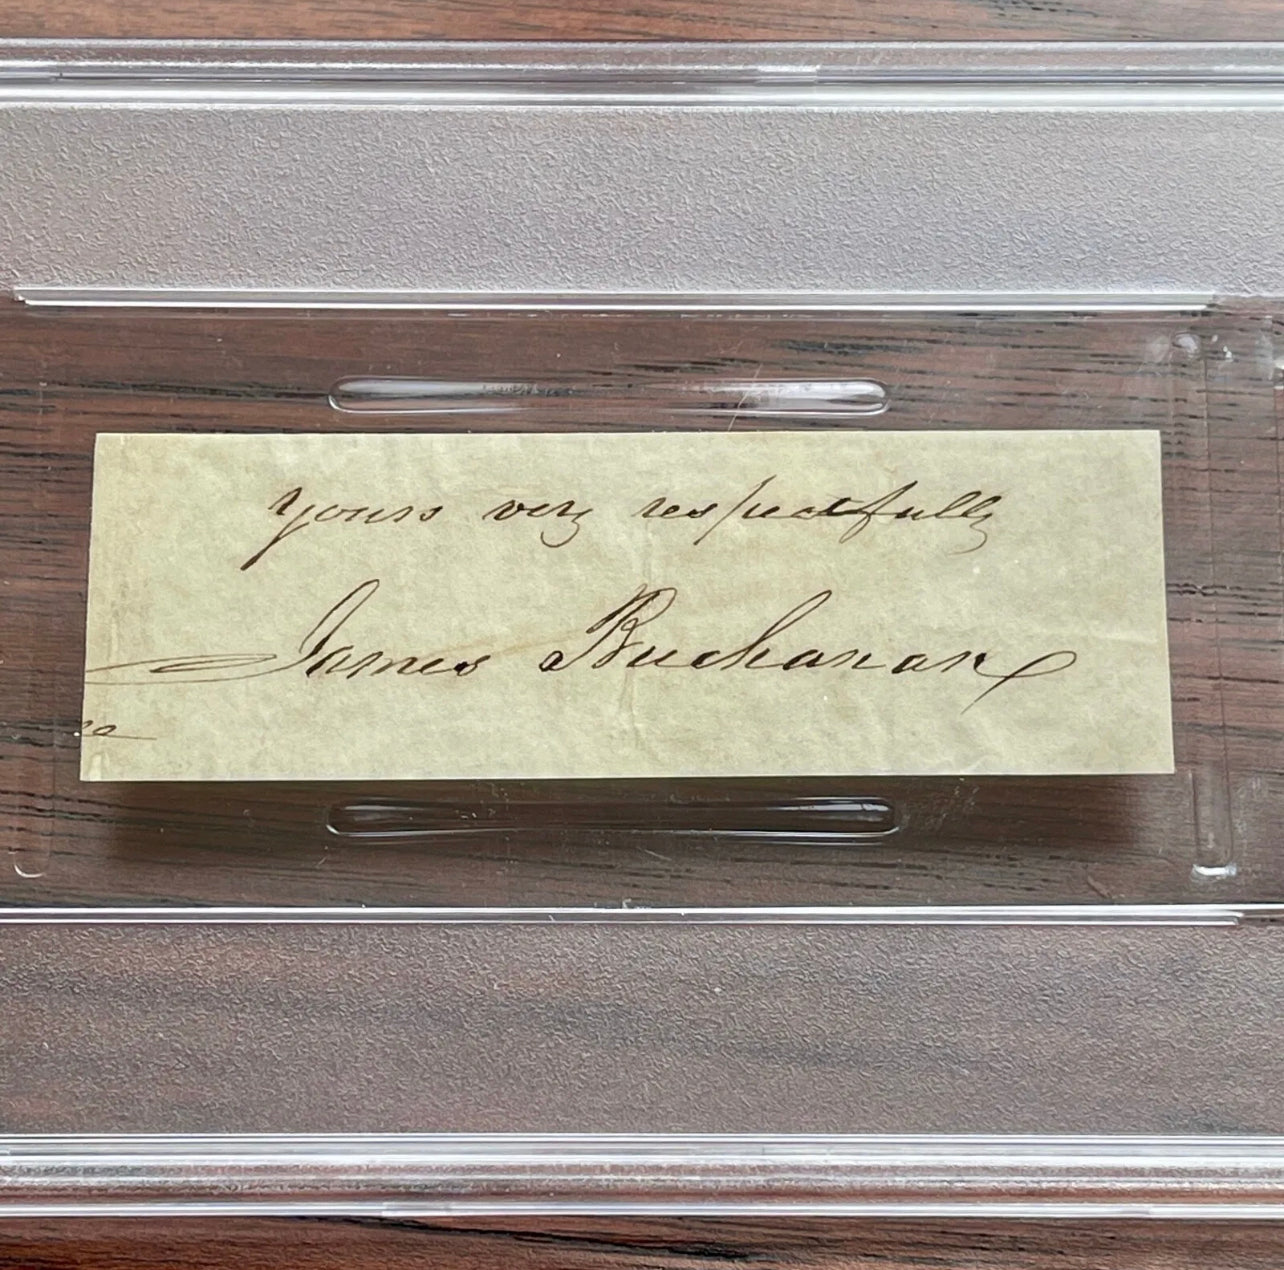 yours very respectfully
James Buchanan